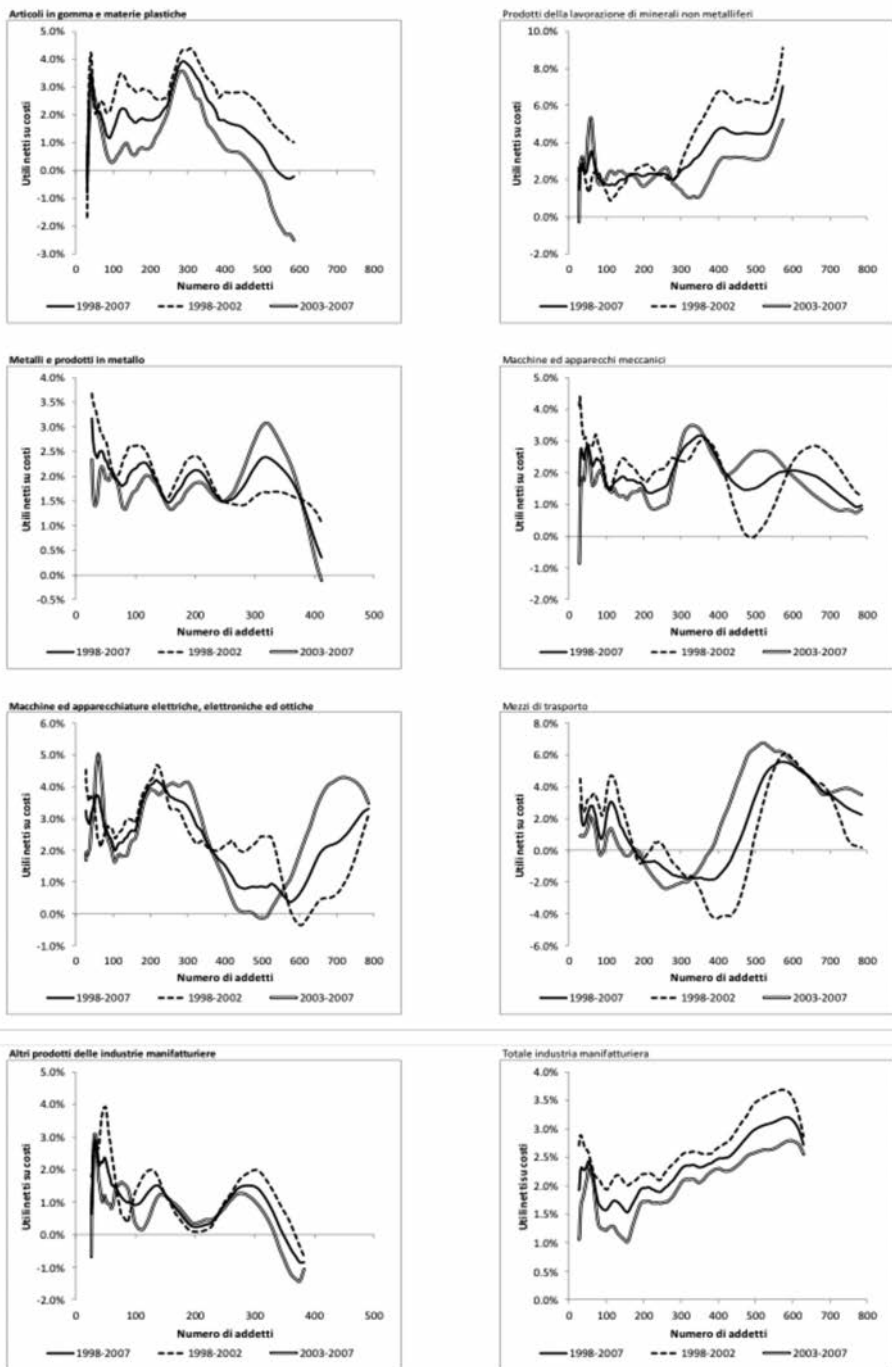 Articoli in gomma e materie plastiche
5.0%
4.0%
3.0%
2.0%
1.0%
0.0%
-1.0%
-2.0%
-3.0%
Utili netti su costi
0 100 200 300 400 500 600 700 800
Numero di addetti
1998-2007 1998-2002 2003-2007
Prodotti della lavorazione di minerali non metalliferi
10.0%
8.0%
6.0%
4.0%
2.0%
0.0%
-2.0%
Utili netti su costi
0 100 200 300 400 500 600 700 800
Numero di addetti
1998-2007 1998-2002 2003-2007
Metalli e prodotti in metallo
4.0%
3.5%
3.0%
2.5%
2.0%
1.5%
1.0%
0.5%
0.0%
-0.5%
Utili netti su costi
0 100 200 300 400 500
Numero di addetti
1998-2007 1998-2002 2003-2007
Macchine ed apparecchi meccanici
5.0%
4.0%
3.0%
2.0%
1.0%
0.0%
-1.0%
-2.0%
Utili netti su costi
0 100 200 300 400 500 600 700 800
Numero di addetti
1998-2007 1998-2002 2003-2007
Macchine ed apparecchiature elettriche, elettroniche ed ottiche
6.0%
5.0%
4.0%
3.0%
2.0%
1.0%
0.0%
-1.0%
Utili netti su costi
0 100 200 300 400 500 600 700 800
Numero di addetti
1998-2007 1998-2002 2003-2007
Mezzi di trasporto
8.0%
6.0%
4.0%
2.0%
0.0%
-2.0%
-4.0%
-6.0%
Utili netti su costi
0 100 200 300 400 500 600 700 800
Numero di addetti
1998-2007 1998-2002 2003-2007
Altri prodotti delle industrie manifatturiere
5.0%
4.0%
3.0%
2.0%
1.0%
0.0%
-1.0%
-2.0%
Utili netti su costi
0 100 200 300 400 500
Numero di addetti
1998-2007 1998-2002 2003-2007
Totale industria manifatturiera
4.0%
3.5%
3.0%
2.5%
2.0%
1.5%
1.0%
0.5%
0.0%
Utili netti su costi
0 100 200 300 400 500 600 700 800
Numero di addetti
1998-2007 1998-2002 2003-2007